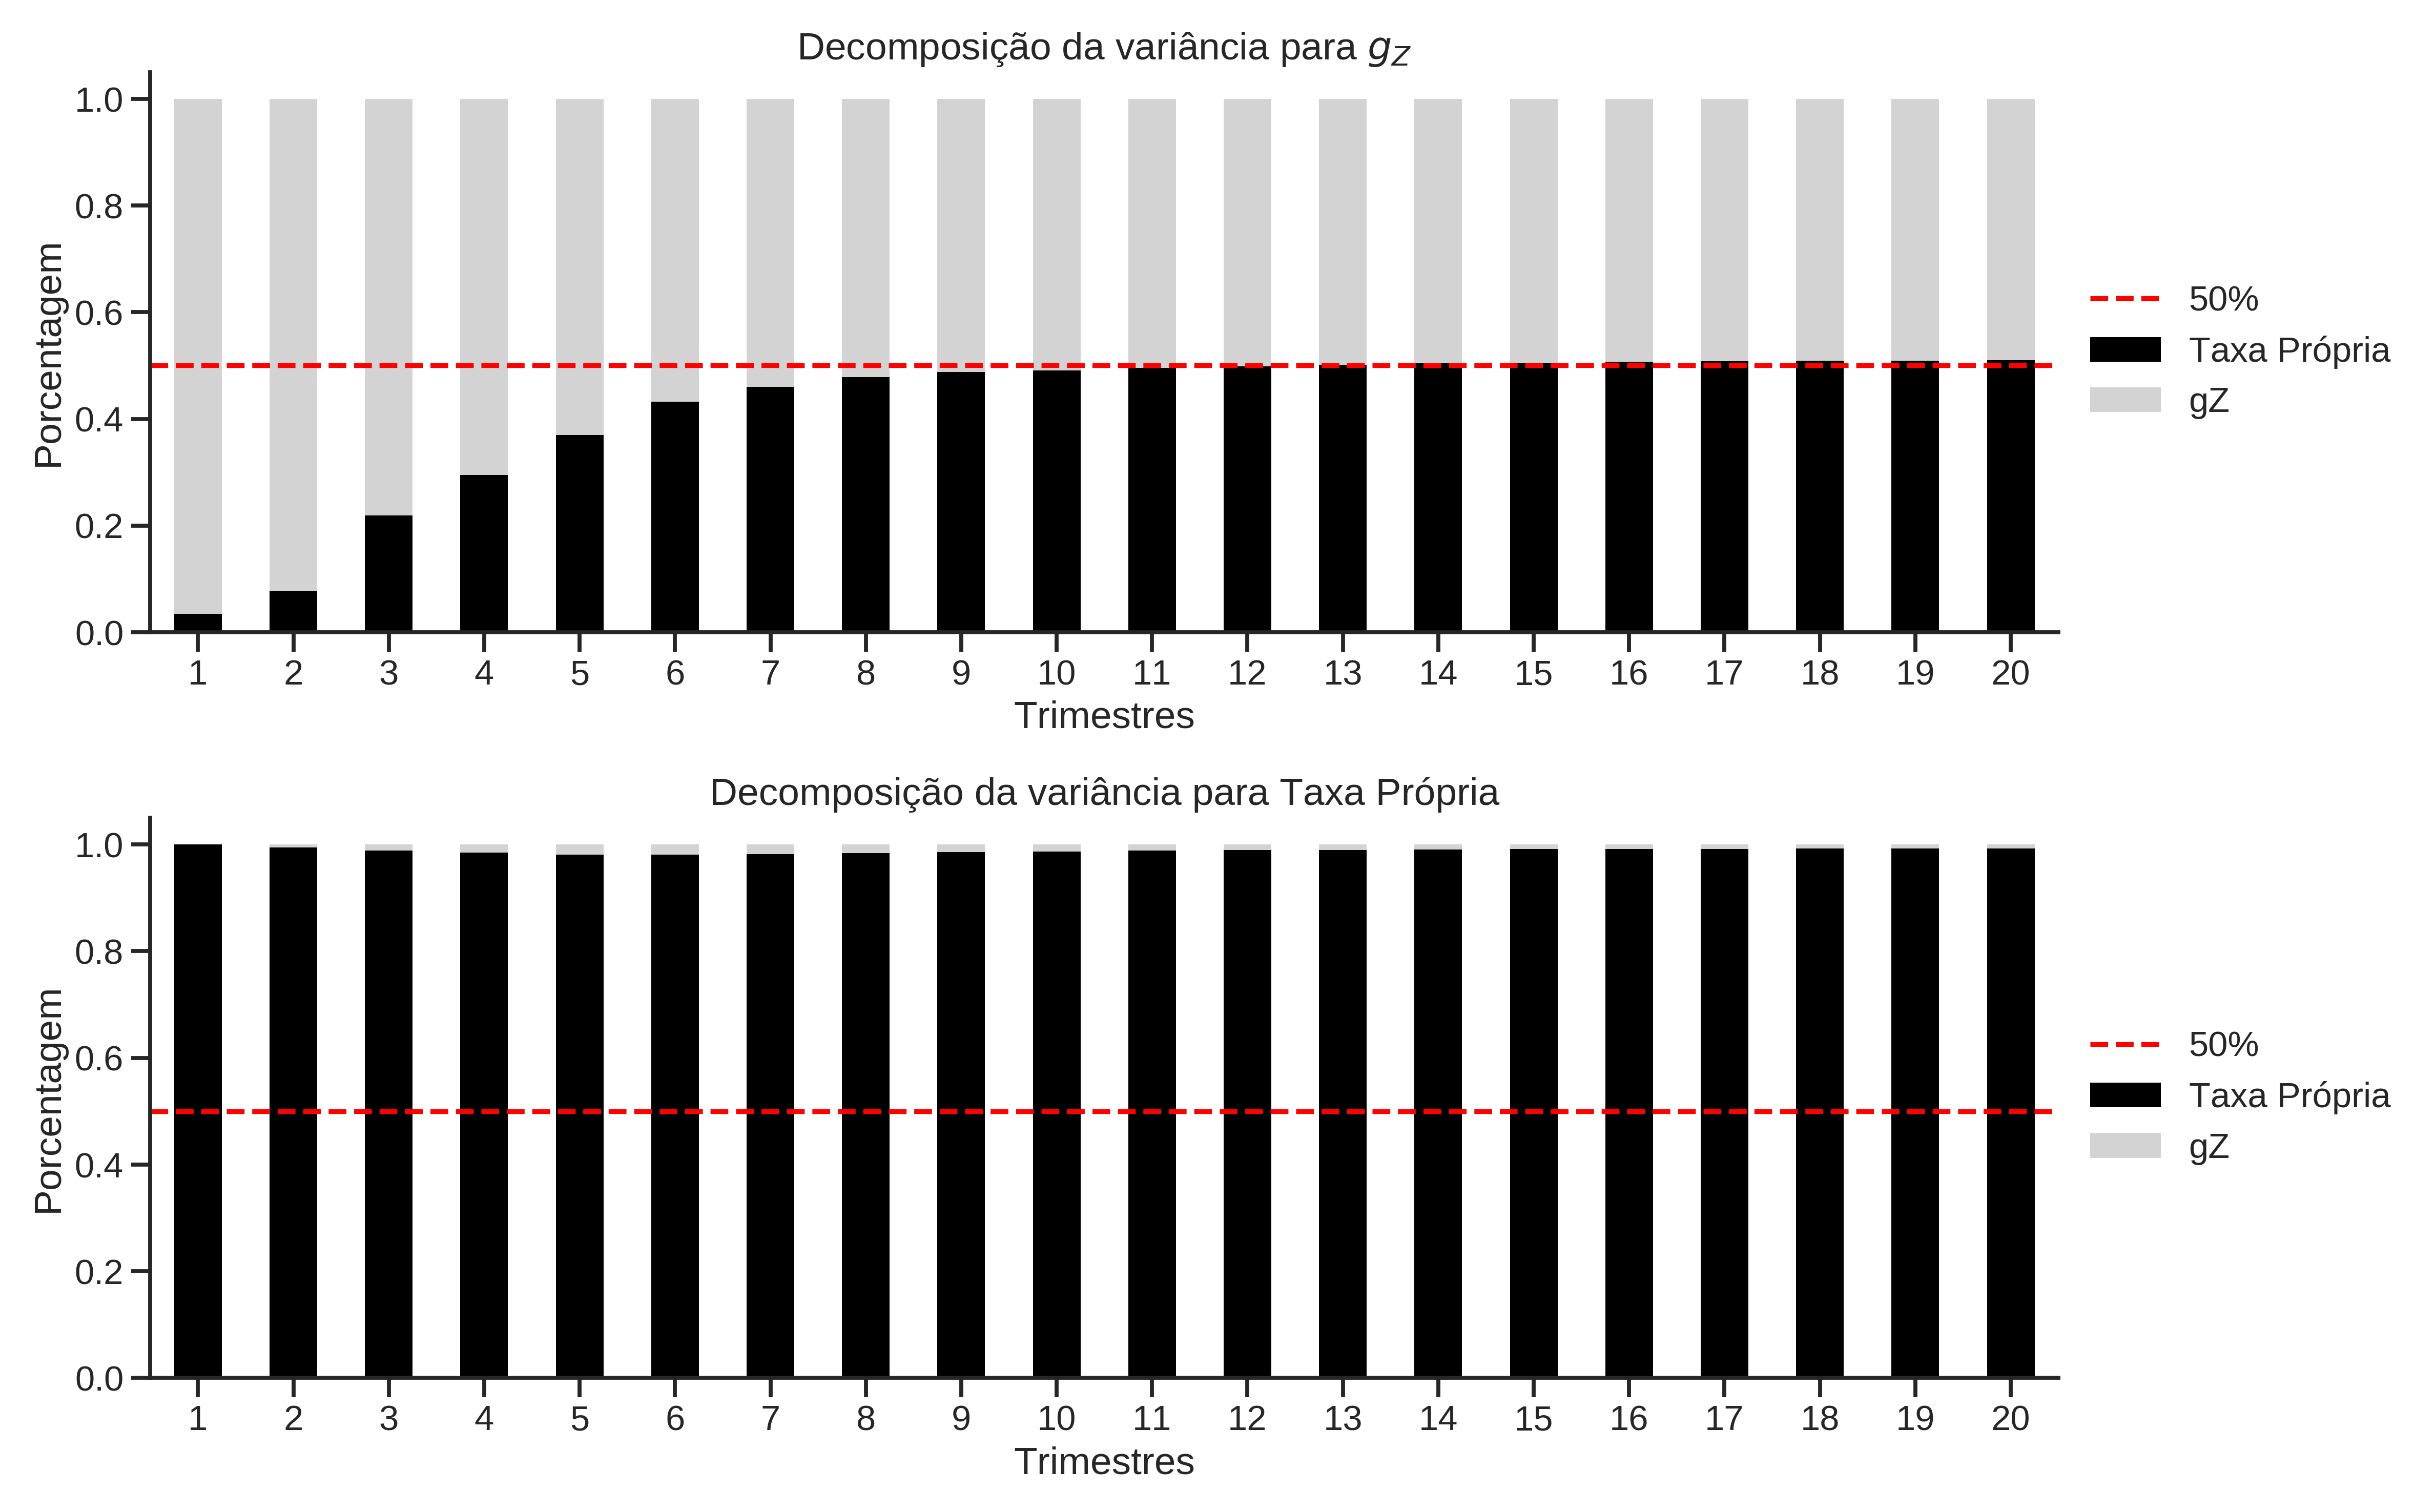 Decomposição da variância para gZ
Porcentagem
1.0
0.8
0.6
0.4
0.2
0.0
1 2 3 4 5 6 7 8 9 10 11 12 13 14 15 16 17 18 19 20
Trimestres
50%
Taxa Própria
gZ
Decomposição da variância para Taxa Própria
Porcentagem
1.0
0.8
0.6
0.4
0.2
0.0
1 2 3 4 5 6 7 8 9 10 11 12 13 14 15 16 17 18 19 20
Trimestres
50%
Taxa Própria
gZ